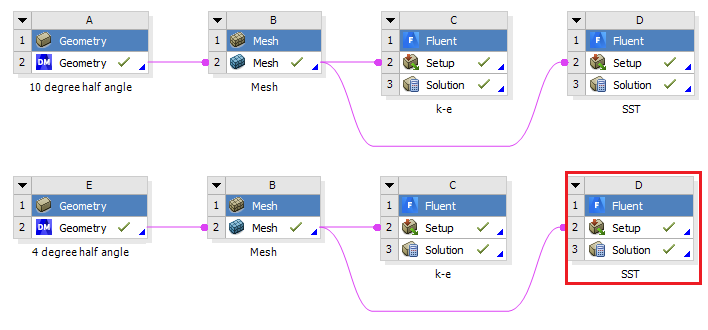 A
1 Geometry
2 DM Geometry
10 degree half angle
B
1 Mesh
2 Mesh
Mesh
C
1 F Fluent
2 Setup
3 Solution
k-e
D
1 F Fluent
2 Setup
3 Solution
SST
E
1 Geometry
2 DM Geometry
4 degree half angle
B
1 Mesh
2 Mesh
Mesh
C
1 F Fluent
2 Setup
3 Solution
k-e
D
1 F Fluent
2 Setup
3 Solution
SST